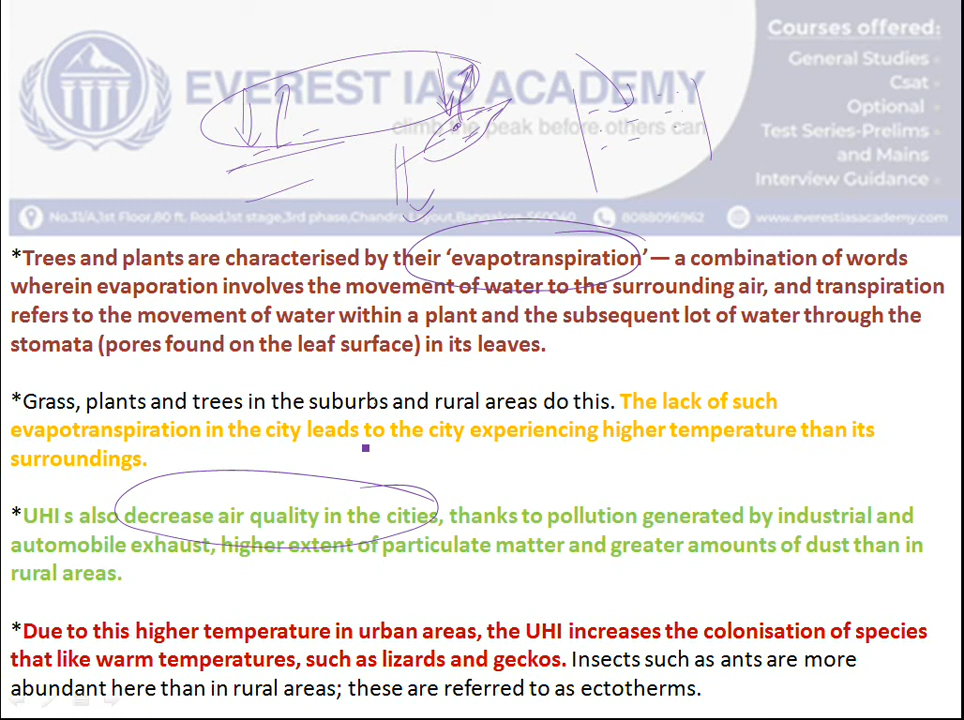 Courses offered:
General Studies
Csat
EVEREST IAS ACADEMY
Optional
climb the peak before others can
Test Series-Prelims
and Mains
Interview Guidance
No.31/A,1st Floor,80 ft. Road,1st stage,3rd phase,Chandra Layout,Bangalore 8088096962 www.everestiasacademy.com
*Trees and plants are characterised by their ‘evapotranspiration’— a combination of words
wherein evaporation involves the movement of water to the surrounding air, and transpiration
refers to the movement of water within a plant and the subsequent lot of water through the
stomata (pores found on the leaf surface) in its leaves.
*Grass, plants and trees in the suburbs and rural areas do this. The lack of such
evapotranspiration in the city leads to the city experiencing higher temperature than its
surroundings.
*UHI s also decrease air quality in the cities, thanks to pollution generated by industrial and
automobile exhaust, higher extent of particulate matter and greater amounts of dust than in
rural areas.
*Due to this higher temperature in urban areas, the UHI increases the colonisation of species
that like warm temperatures, such as lizards and geckos. Insects such as ants are more
abundant here than in rural areas; these are referred to as ectotherms.